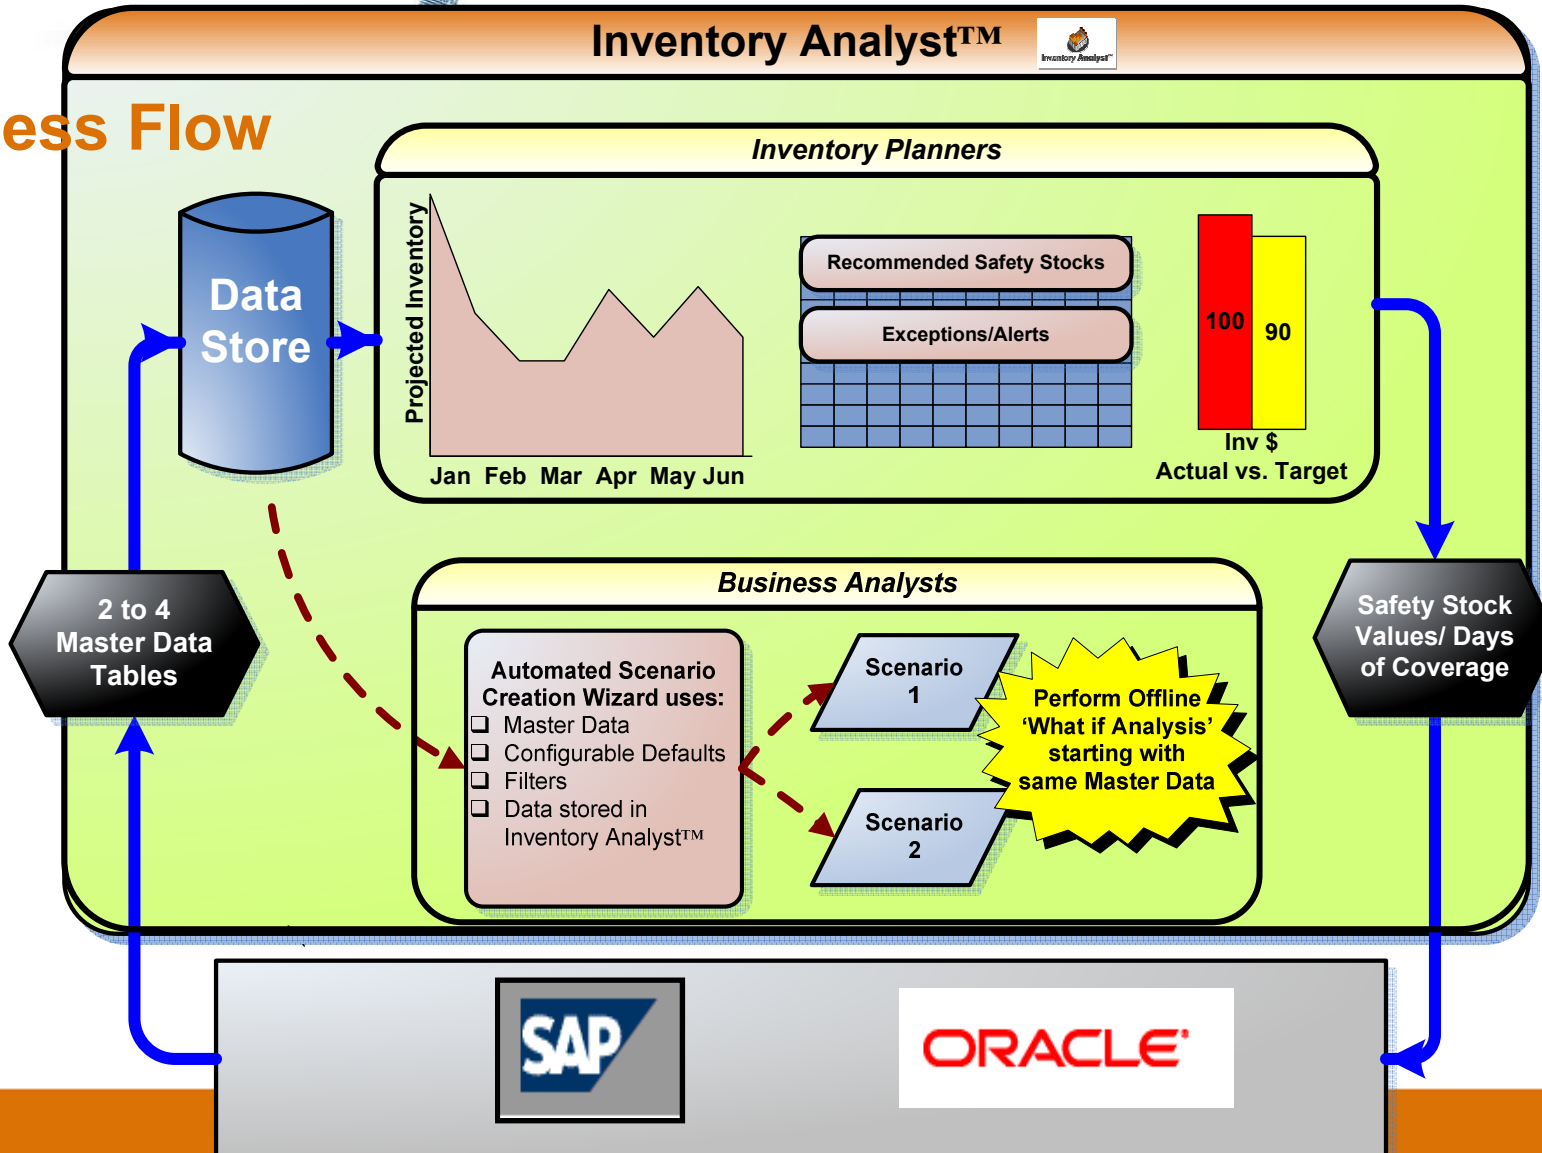 Inventory Analyst™
Inventory Analyst™
ess Flow
Inventory Planners
Data
Store
Projected Inventory
Jan Feb Mar Apr May Jun
Recommended Safety Stocks
Exceptions/Alerts
100
90
Inv $
Actual vs. Target
2 to 4
Master Data
Tables
Business Analysts
Automated Scenario
Creation Wizard uses:
❑ Master Data
❑ Configurable Defaults
❑ Filters
❑ Data stored in
Inventory Analyst™
Scenario
1
Scenario
2
Perform Offline
‘What if Analysis’
starting with
same Master Data
Safety Stock
Values/ Days
of Coverage
SAP
ORACLE